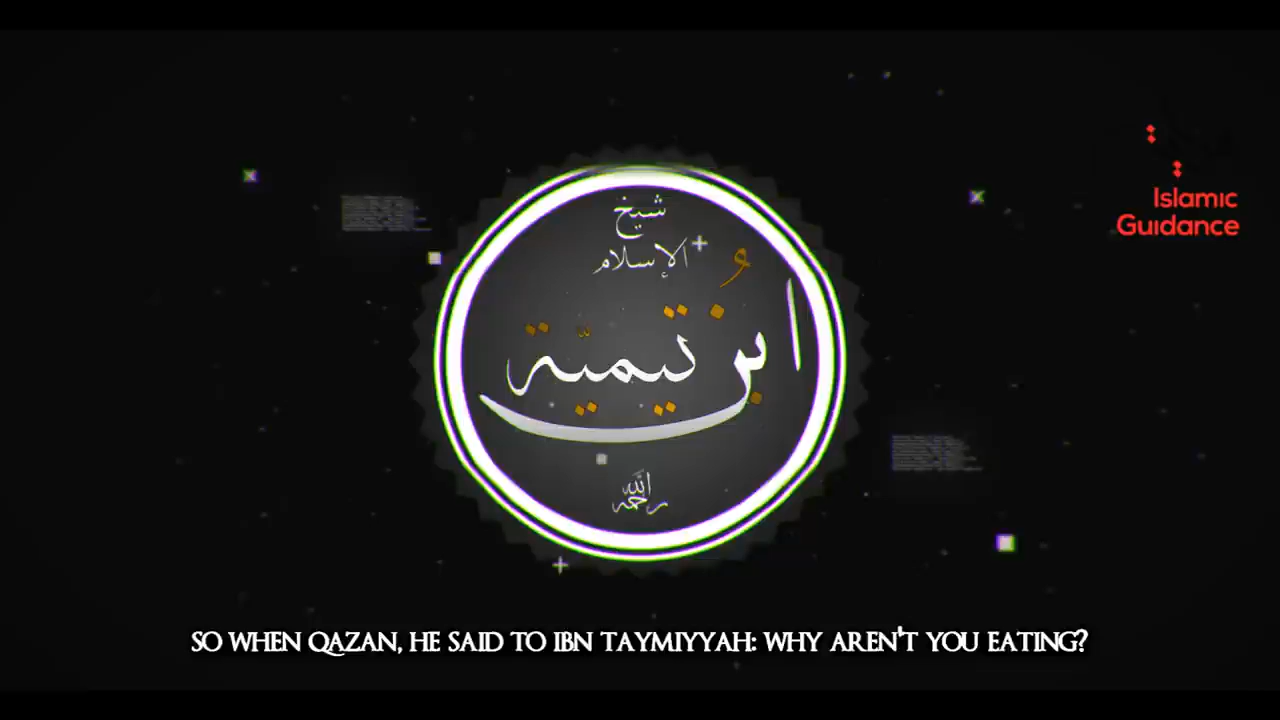 شيخ
الإسلام
ابنُ تيميّة
رحمه الله
Islamic
Guidance
SO WHEN QAZAN, HE SAID TO IBN TAYMIYYAH: WHY AREN'T YOU EATING?